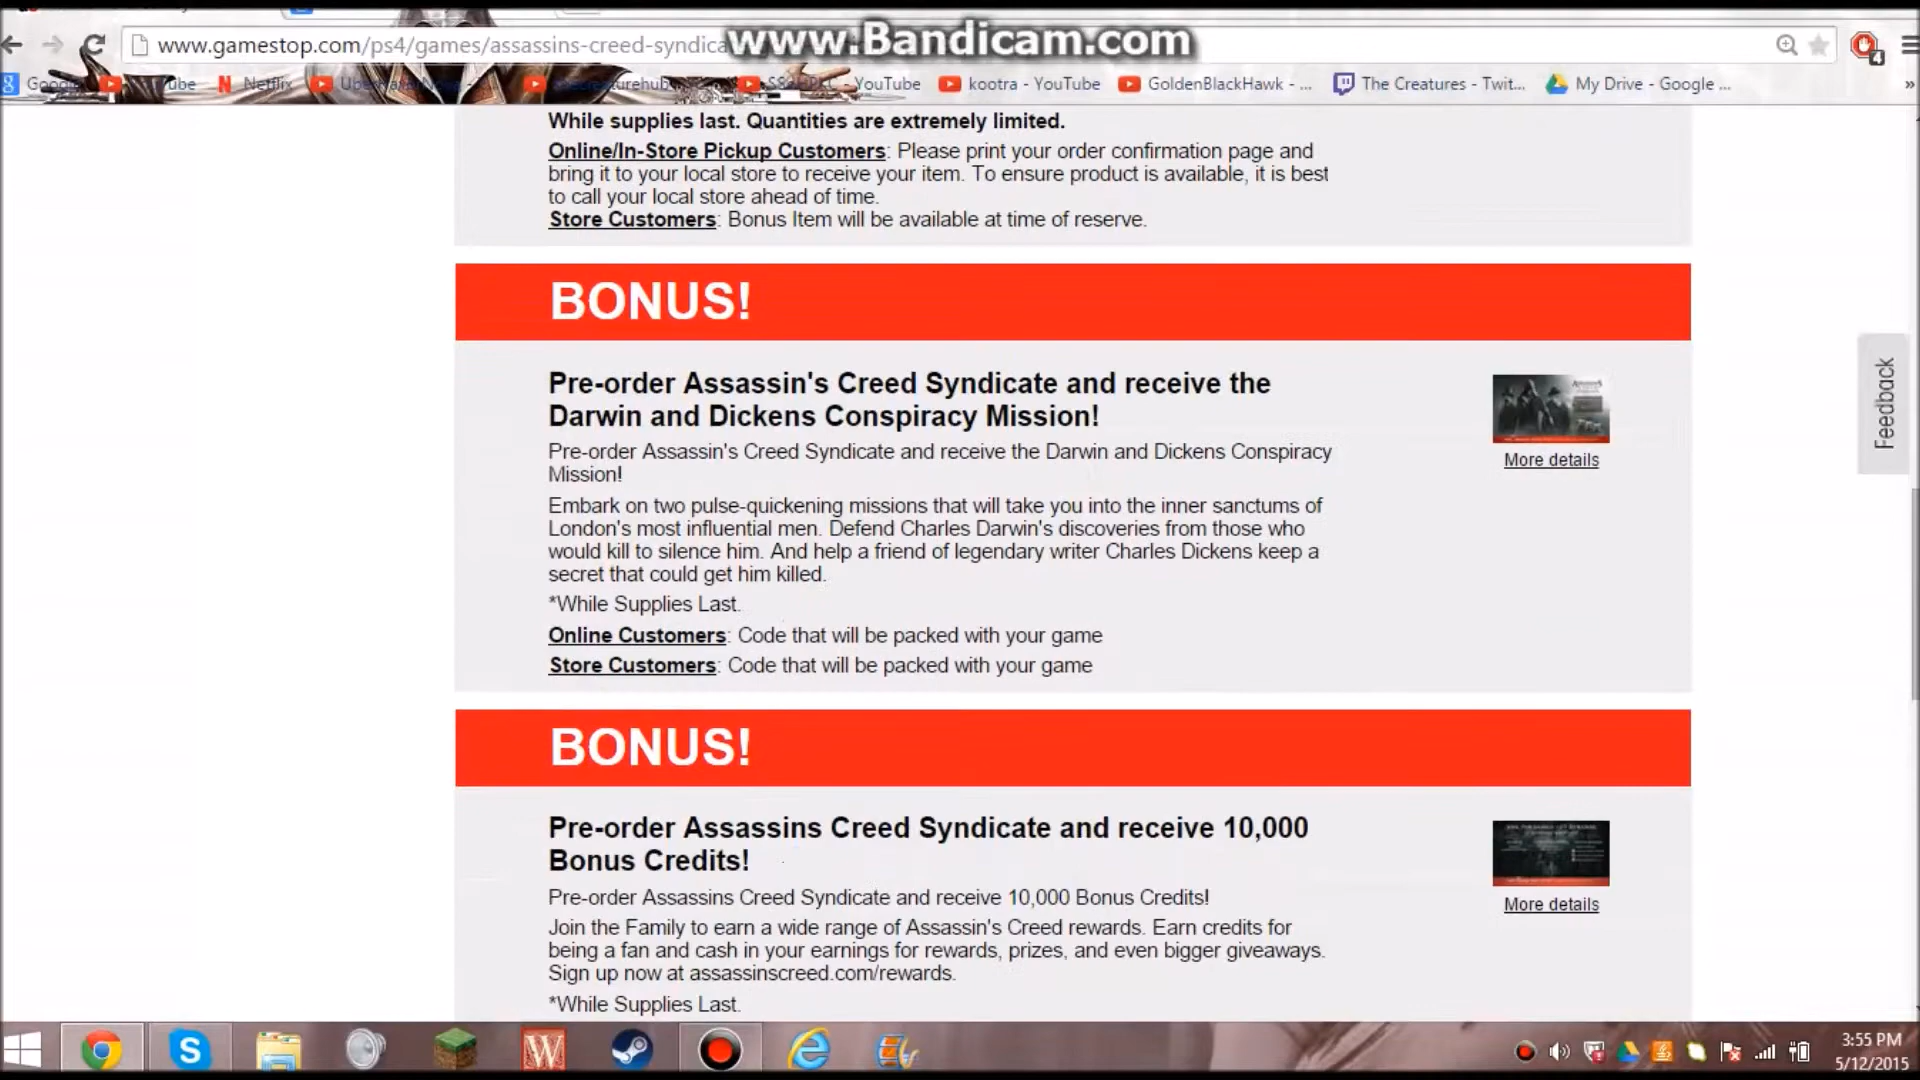 www.Bandicam.com
www.gamestop.com/ps4/games/assassins-creed-syndica
4
Netflix
YouTube
kootra - YouTube
GoldenBlackHawk - ...
The Creatures - Twit...
My Drive - Google ...
»
While supplies last. Quantities are extremely limited.
Online/In-Store Pickup Customers: Please print your order confirmation page and
bring it to your local store to receive your item. To ensure product is available, it is best
to call your local store ahead of time.
Store Customers: Bonus Item will be available at time of reserve.
BONUS!
Pre-order Assassin's Creed Syndicate and receive the
Darwin and Dickens Conspiracy Mission!
Pre-order Assassin's Creed Syndicate and receive the Darwin and Dickens Conspiracy
Mission!
More details
Feedback
Embark on two pulse-quickening missions that will take you into the inner sanctums of
London's most influential men. Defend Charles Darwin's discoveries from those who
would kill to silence him. And help a friend of legendary writer Charles Dickens keep a
secret that could get him killed.
*While Supplies Last.
Online Customers: Code that will be packed with your game
Store Customers: Code that will be packed with your game
BONUS!
Pre-order Assassins Creed Syndicate and receive 10,000
Bonus Credits!
Pre-order Assassins Creed Syndicate and receive 10,000 Bonus Credits!
More details
Join the Family to earn a wide range of Assassin's Creed rewards. Earn credits for
being a fan and cash in your earnings for rewards, prizes, and even bigger giveaways.
Sign up now at assassinscreed.com/rewards.
*While Supplies Last.
3:55 PM
5/12/2015